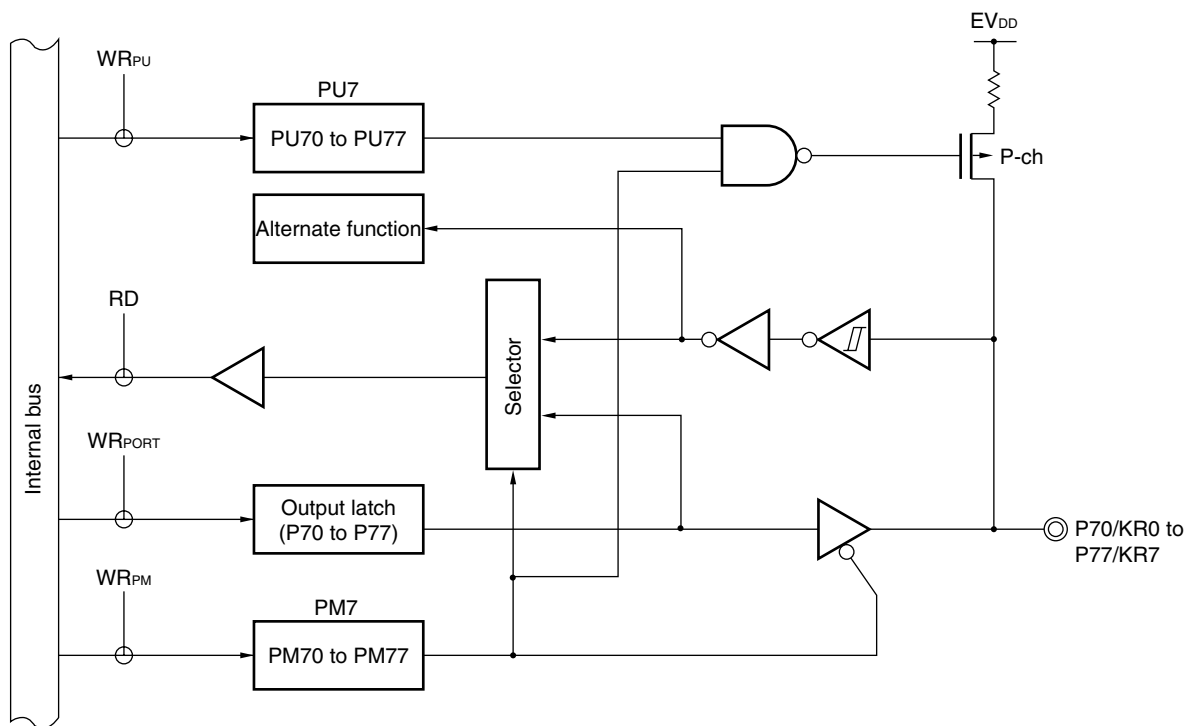 EVDD
WRPU
PU7
PU70 to PU77
P-ch
Alternate function
RD
Selector
Internal bus
WRPORT
Output latch
(P70 to P77)
P70/KR0 to
P77/KR7
WRPM
PM7
PM70 to PM77